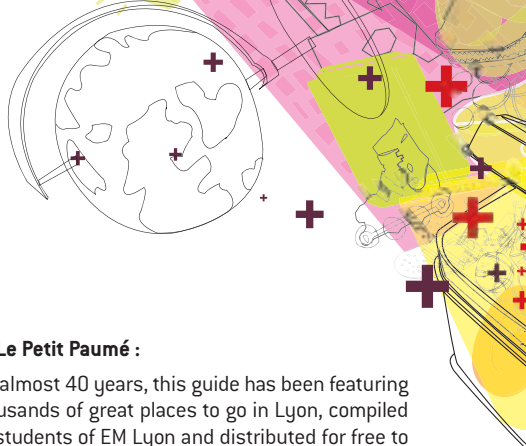 Le Petit Paumé :
almost 40 years, this guide has been featuring
usands of great places to go in Lyon, compiled
students of EM Lyon and distributed for free to